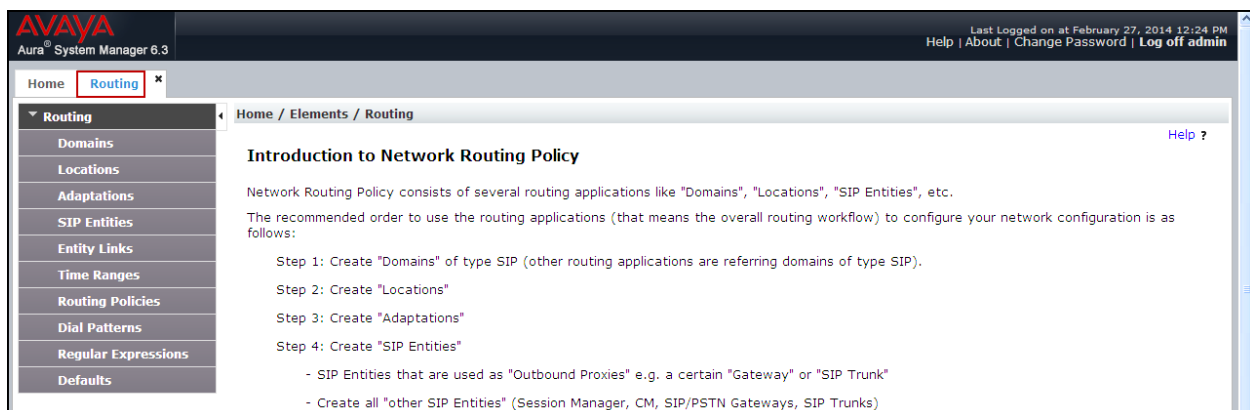 AVAYA
Aura® System Manager 6.3
Last Logged on at February 27, 2014 12:24 PM
Help | About | Change Password | Log off admin
Home
Routing ×
Routing
Domains
Locations
Adaptations
SIP Entities
Entity Links
Time Ranges
Routing Policies
Dial Patterns
Regular Expressions
Defaults
Home / Elements / Routing
Help ?
Introduction to Network Routing Policy
Network Routing Policy consists of several routing applications like "Domains", "Locations", "SIP Entities", etc.
The recommended order to use the routing applications (that means the overall routing workflow) to configure your network configuration is as
follows:
Step 1: Create "Domains" of type SIP (other routing applications are referring domains of type SIP).
Step 2: Create "Locations"
Step 3: Create "Adaptations"
Step 4: Create "SIP Entities"
- SIP Entities that are used as "Outbound Proxies" e.g. a certain "Gateway" or "SIP Trunk"
- Create all "other SIP Entities" (Session Manager, CM, SIP/PSTN Gateways, SIP Trunks)